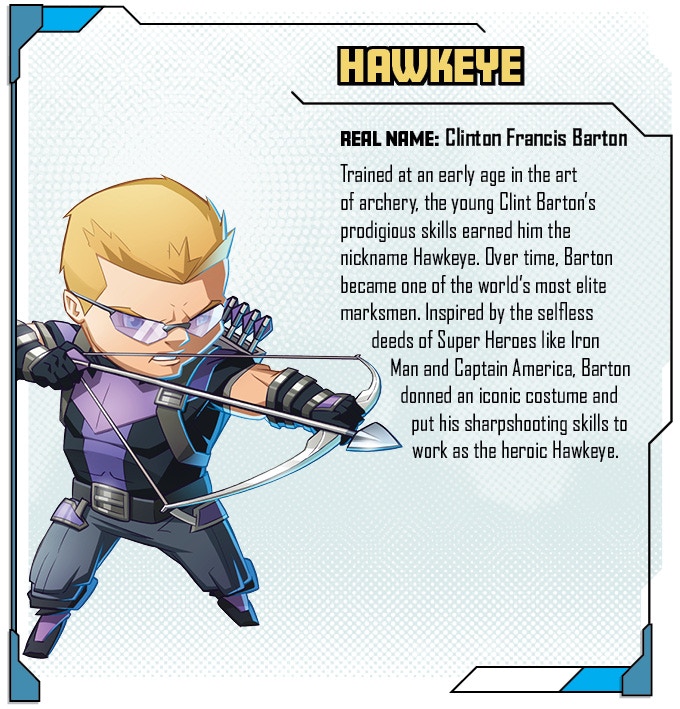 HAWKEYE
REAL NAME: Clinton Francis Barton
Trained at an early age in the art
of archery, the young Clint Barton’s
prodigious skills earned him the
nickname Hawkeye. Over time, Barton
became one of the world’s most elite
marksmen. Inspired by the selfless
deeds of Super Heroes like Iron
Man and Captain America, Barton
donned an iconic costume and
put his sharpshooting skills to
work as the heroic Hawkeye.